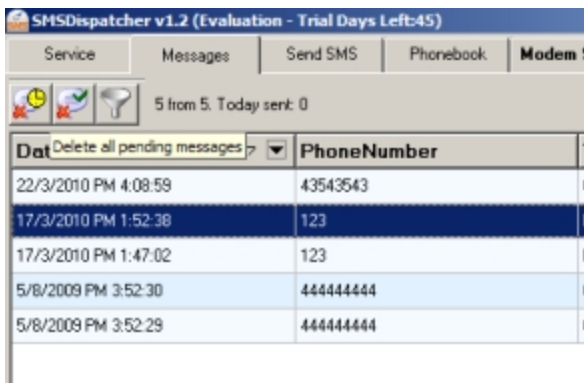 SMSDispatcher v1.2 (Evaluation - Trial Days Left:45)
Service Messages Send SMS Phonebook Modem
5 from 5. Today sent: 0
Delete all pending messages
Dat PhoneNumber
22/3/2010 PM 4:08:59 43543543
17/3/2010 PM 1:52:38 123
17/3/2010 PM 1:47:02 123
5/8/2009 PM 3:52:30 444444444
5/8/2009 PM 3:52:29 444444444